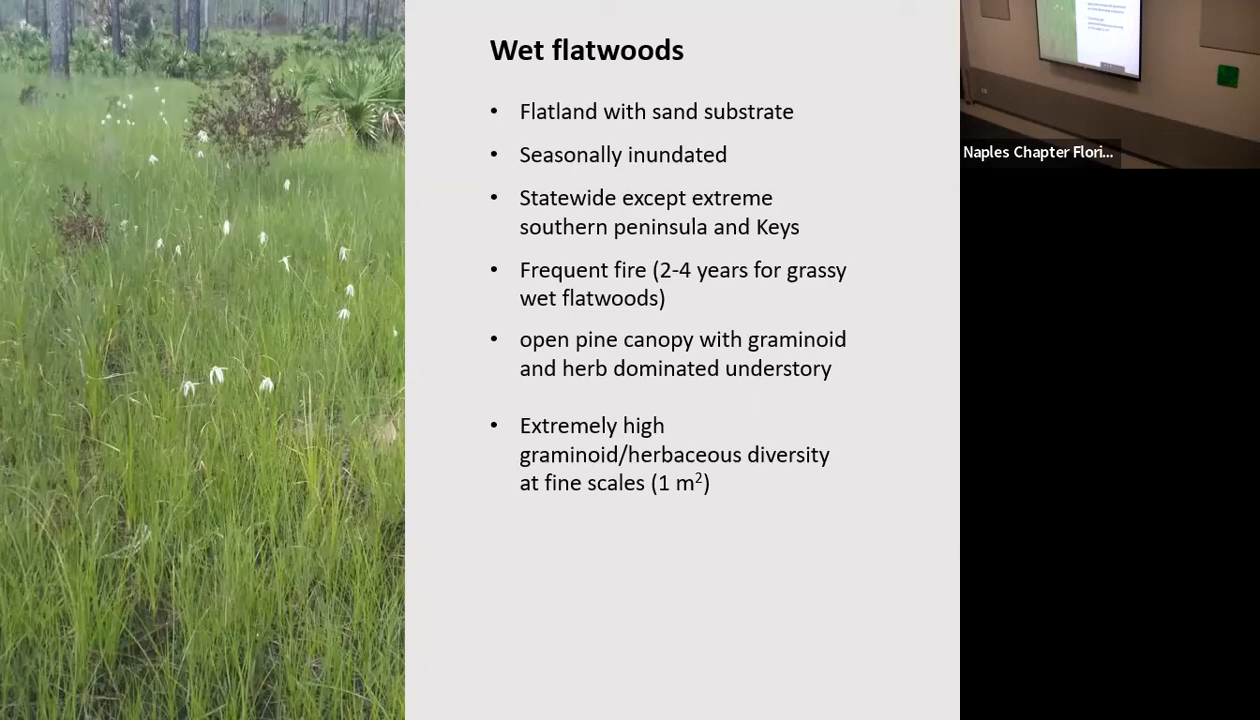 Wet flatwoods
• Flatland with sand substrate
• Seasonally inundated
• Statewide except extreme
southern peninsula and Keys
• Frequent fire (2-4 years for grassy
wet flatwoods)
• open pine canopy with graminoid
and herb dominated understory
• Extremely high
graminoid/herbaceous diversity
at fine scales (1 m²)
Naples Chapter Flori...